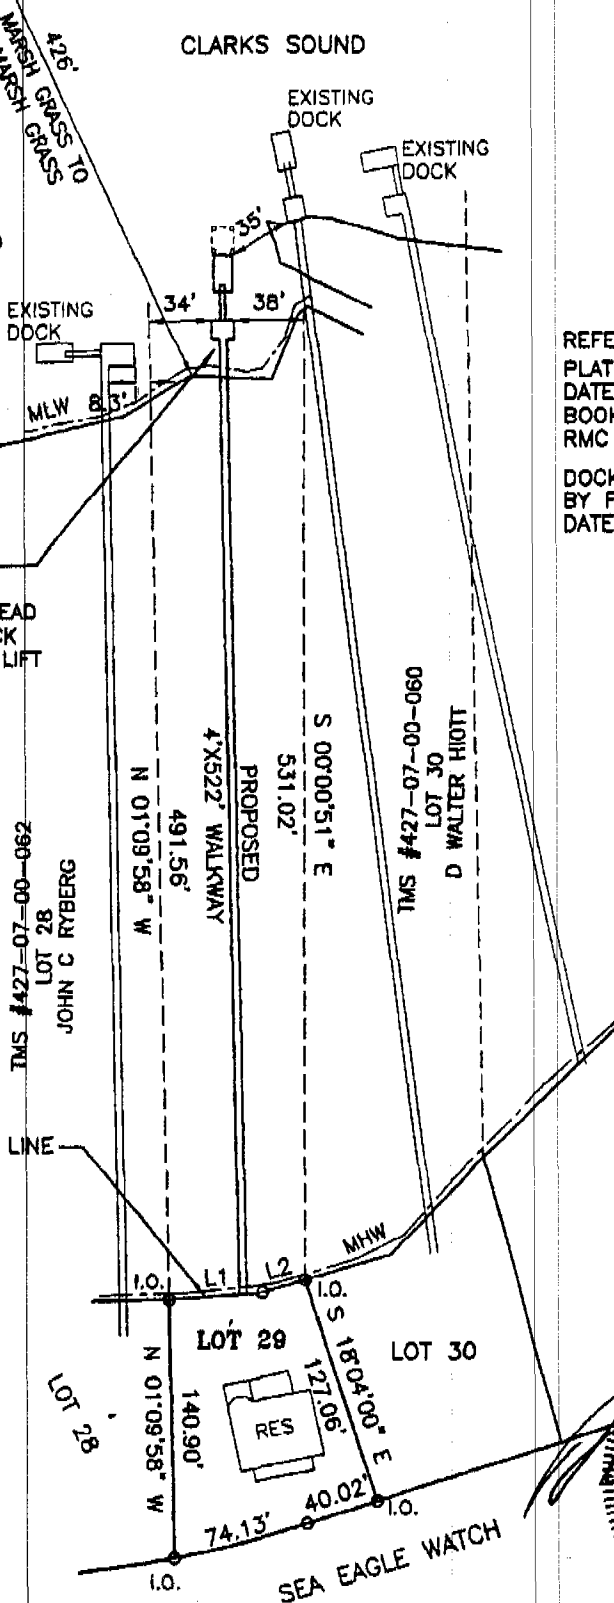 CLARKS SOUND
426'
MARSH GRASS TO
MARSH GRASS
EXISTING
DOCK
EXISTING
DOCK
35'
34'
38'
EXISTING
DOCK
MLW
8.3'
REFE
PLAT
DATE
BOOK
RMC
DOCK
BY F
DATE
EAD
CK
LIFT
TMS #427-07-00-062
LOT 28
JOHN C RYBERG
N 01°09'58" W
491.56'
4'X522' WALKWAY
PROPOSED
531.02'
S 00°00'51" E
TMS #427-07-00-060
LOT 30
D WALTER HIOTT
LINE
MHW
I.O.
L1
L2
I.O.
LOT 29
LOT 30
LOT 28
N 01°09'58" W
140.90'
RES
S 18°04'00" E
127.06'
74.13'
40.02'
I.O.
I.O.
SEA EAGLE WATCH